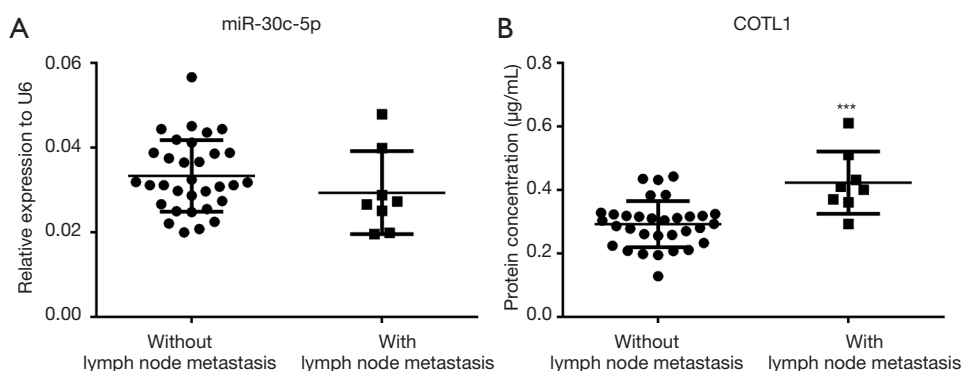 A
miR-30c-5p
Relative expression to U6
0.06
0.04
0.02
0.00
Without
lymph node metastasis
With
lymph node metastasis
B
COTL1
Protein concentration (µg/mL)
0.8
0.6
0.4
0.2
0.0
***
Without
lymph node metastasis
With
lymph node metastasis